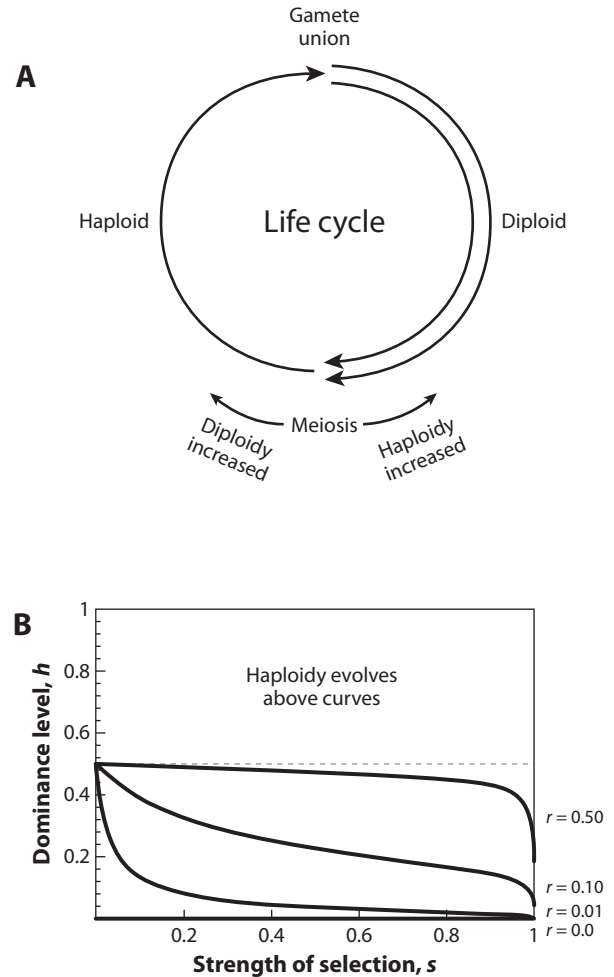 Gamete
union
A
Haploid
Life cycle
Diploid
Diploidy
increased
Meiosis
Haploidy
increased
B
1
0.8
0.6
0.4
0.2
Dominance level, h
Haploidy evolves
above curves
r = 0.50
r = 0.10
r = 0.01
r = 0.0
0.2
0.4
0.6
0.8
1
Strength of selection, s